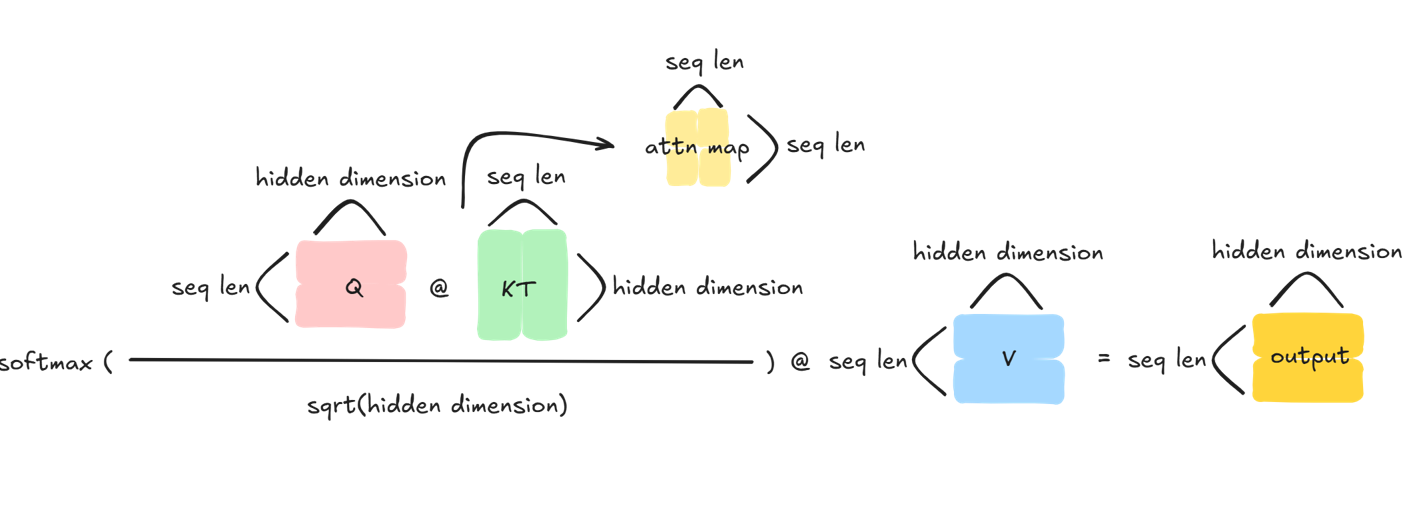 seq len
attn map
seq len
hidden dimension
seq len
seq len
Q
@
KT
hidden dimension
softmax (
sqrt(hidden dimension)
) @
hidden dimension
seq len
V
=
hidden dimension
seq len
output